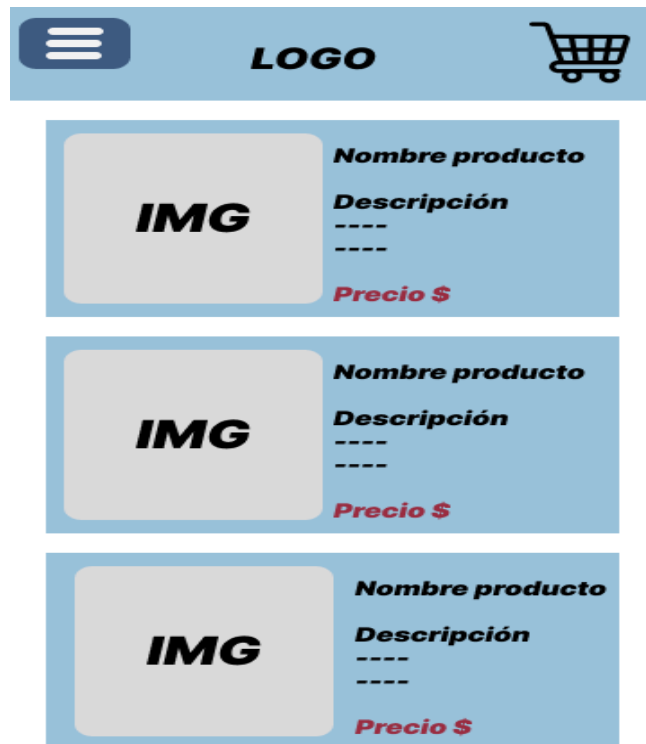 LOGO
IMG
Nombre producto
Descripción
----
----
Precio $
IMG
Nombre producto
Descripción
----
----
Precio $
IMG
Nombre producto
Descripción
----
----
Precio $